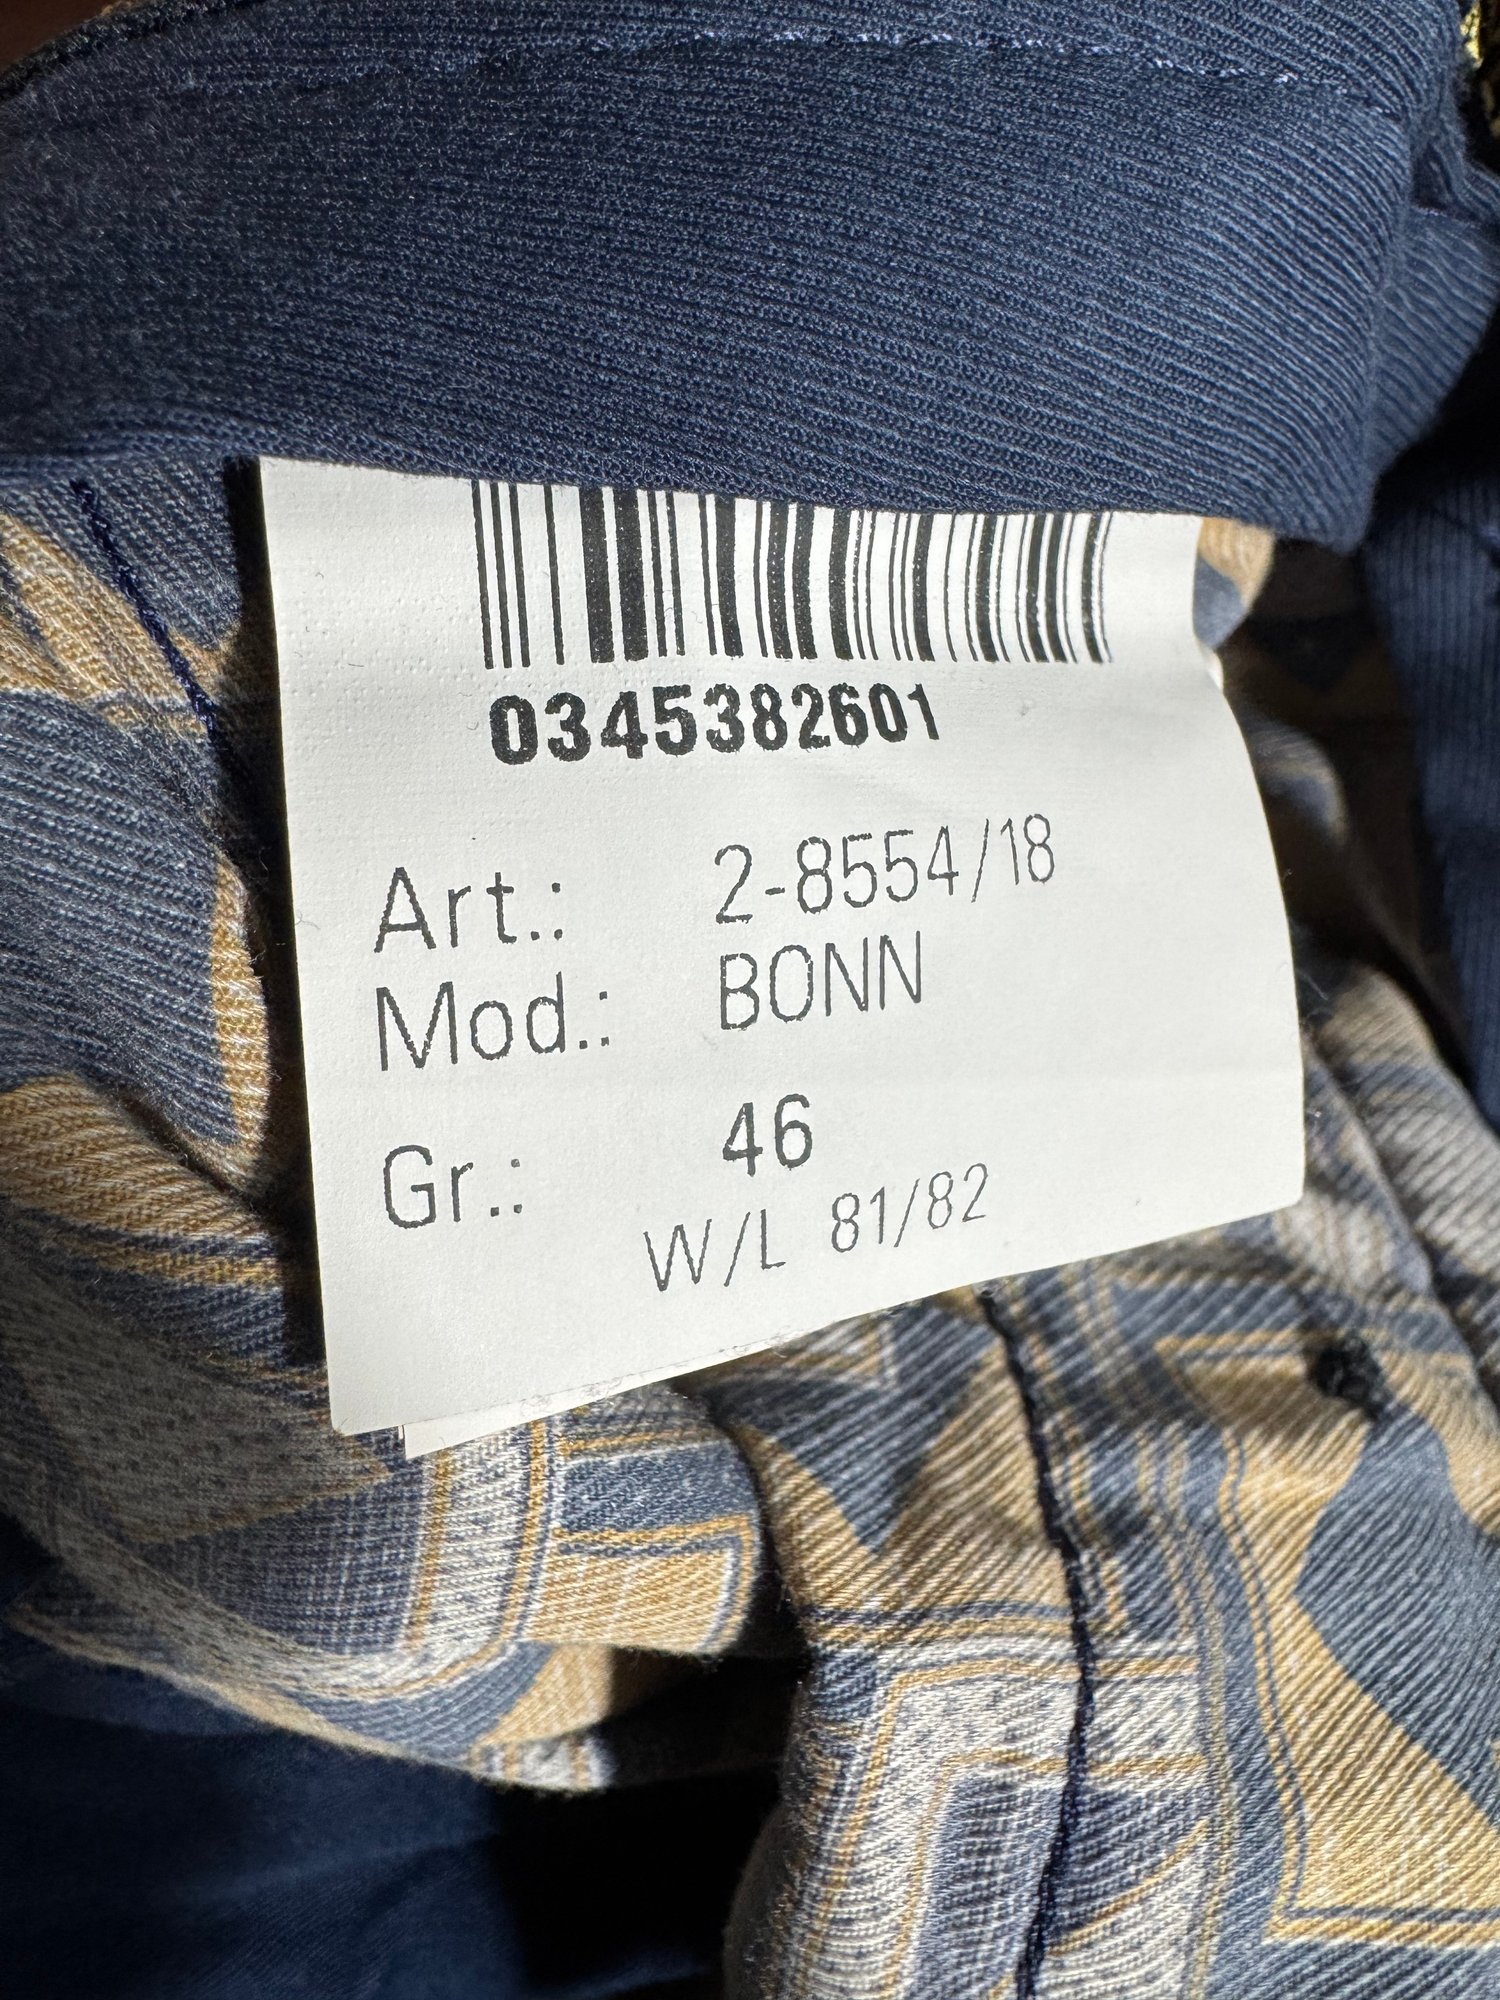 0345382601
Art.: 2-8554/18
Mod.: BONN
Gr.: 46
W/L 81/82